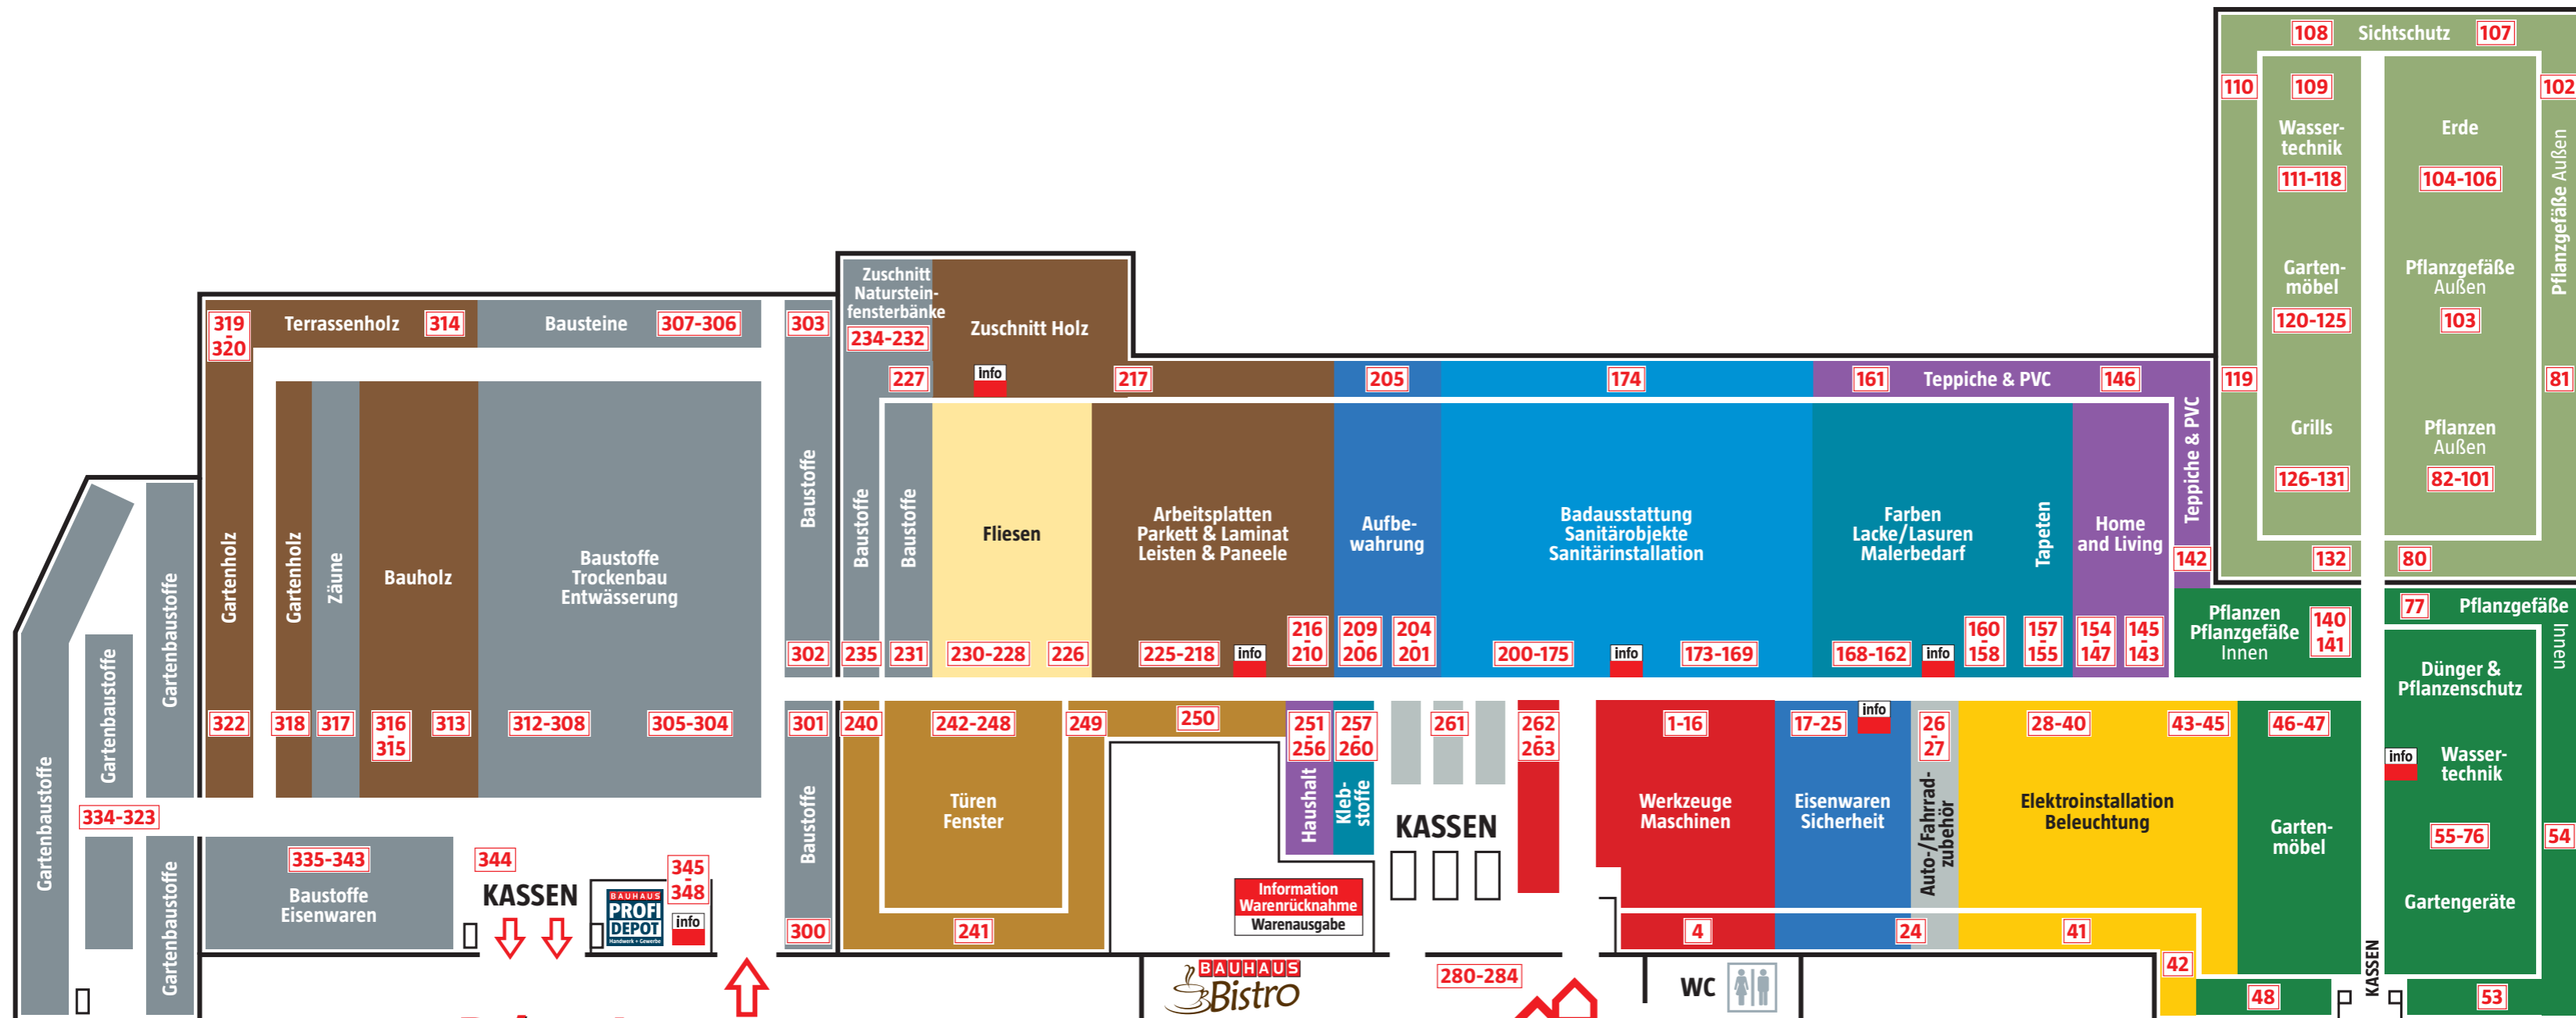 108 Sichtschutz 107
110 109 102
Wasser-
technik
111-118
Erde
104-106
Pflanzgefäße Außen
Garten-
möbel
120-125
Pflanzgefäße
Außen
103
119 81
Grills
126-131
Pflanzen
Außen
82-101
132 80
Zuschnitt
Naturstein-
fensterbänke
234-232
Zuschnitt Holz
319
-
320
Terrassenholz 314 Bausteine 307-306 303
227 info 217 205 174 161 Teppiche & PVC 146
Teppiche & PVC
142
Gartenholz
Gartenholz
Zäune
Bauholz
Baustoffe
Trockenbau
Entwässerung
Baustoffe
Baustoffe
Baustoffe
Fliesen
Arbeitsplatten
Parkett & Laminat
Leisten & Paneele
Aufbe-
wahrung
Badausstattung
Sanitärobjekte
Sanitärinstallation
Farben
Lacke/Lasuren
Malerbedarf
Tapeten
Home
and Living
302 235 231 230-228 226 225-218 info
216
-
210
209
-
206
204
-
201
200-175 info 173-169 168-162 info
160
-
158
157
-
155
154
-
147
145
-
143
Pflanzen
Pflanzgefäße
Innen
140
-
141
77 Pflanzgefäße
Innen
Dünger &
Pflanzenschutz
info
Wasser-
technik
55-76
54
Gartengeräte
Gartenbaustoffe
Gartenbaustoffe
Gartenbaustoffe
334-323
Gartenbaustoffe
322 318 317
316
-
315
313 312-308 305-304 301 240 242-248 249 250
251
-
256
257
-
260
261
262
-
263
1-16 17-25 info
26
-
27
28-40 43-45 46-47
Baustoffe
Türen
Fenster
Haushalt
Kleb-
stoffe
KASSEN
Werkzeuge
Maschinen
Eisenwaren
Sicherheit
Auto-/Fahrrad-
zubehör
Elektroinstallation
Beleuchtung
Garten-
möbel
335-343
Baustoffe
Eisenwaren
344
KASSEN
345
-
348
BAUHAUS
PROFI
DEPOT
Handwerk + Gewerbe
info
300 241
Information
Warenrücknahme
Warenausgabe
4 24 41 42
BAUHAUS
Bistro
280-284
WC
48
KASSEN
53